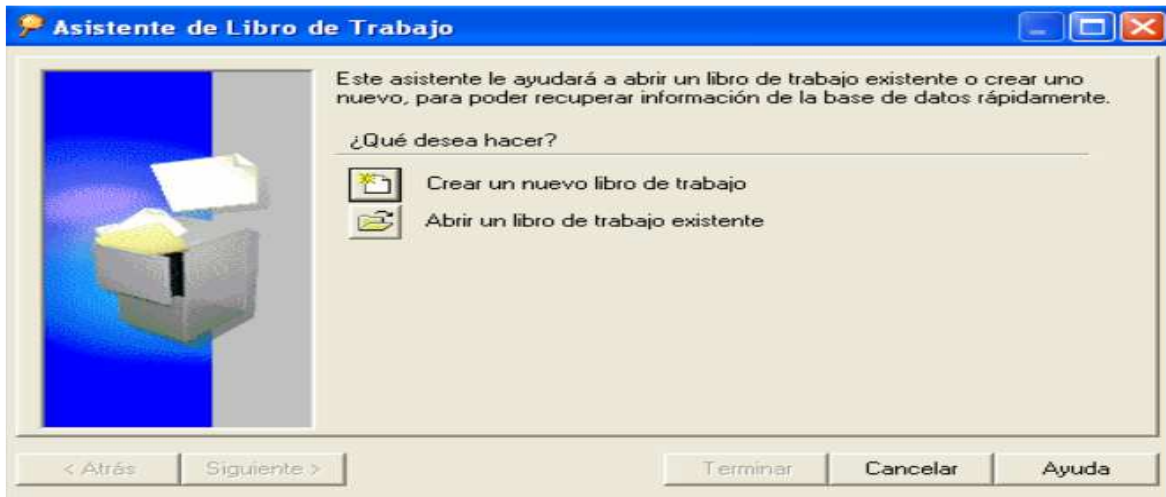 Asistente de Libro de Trabajo
Este asistente le ayudará a abrir un libro de trabajo existente o crear uno
nuevo, para poder recuperar información de la base de datos rápidamente.
¿Qué desea hacer?
Crear un nuevo libro de trabajo
Abrir un libro de trabajo existente
< Atrás
Siguiente >
Terminar
Cancelar
Ayuda